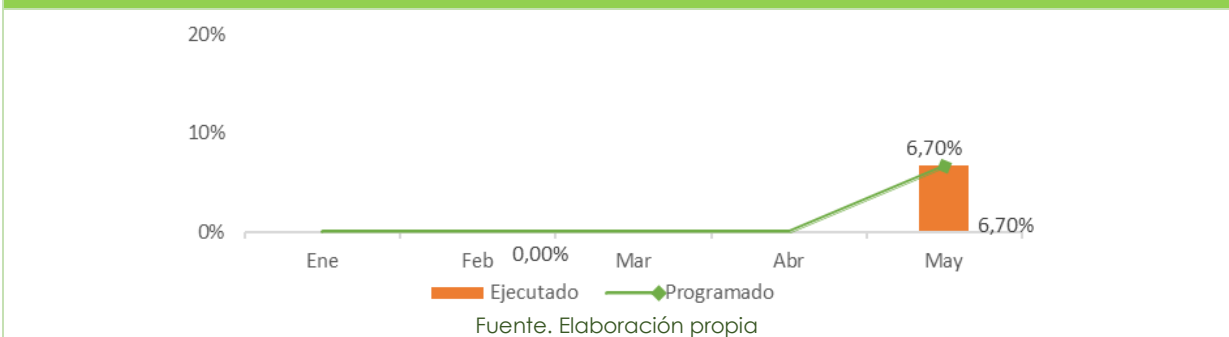 20%
10%
6,70%
0%
6,70%
Ene Feb 0,00% Mar Abr May
Ejecutado Programado
Fuente. Elaboración propia